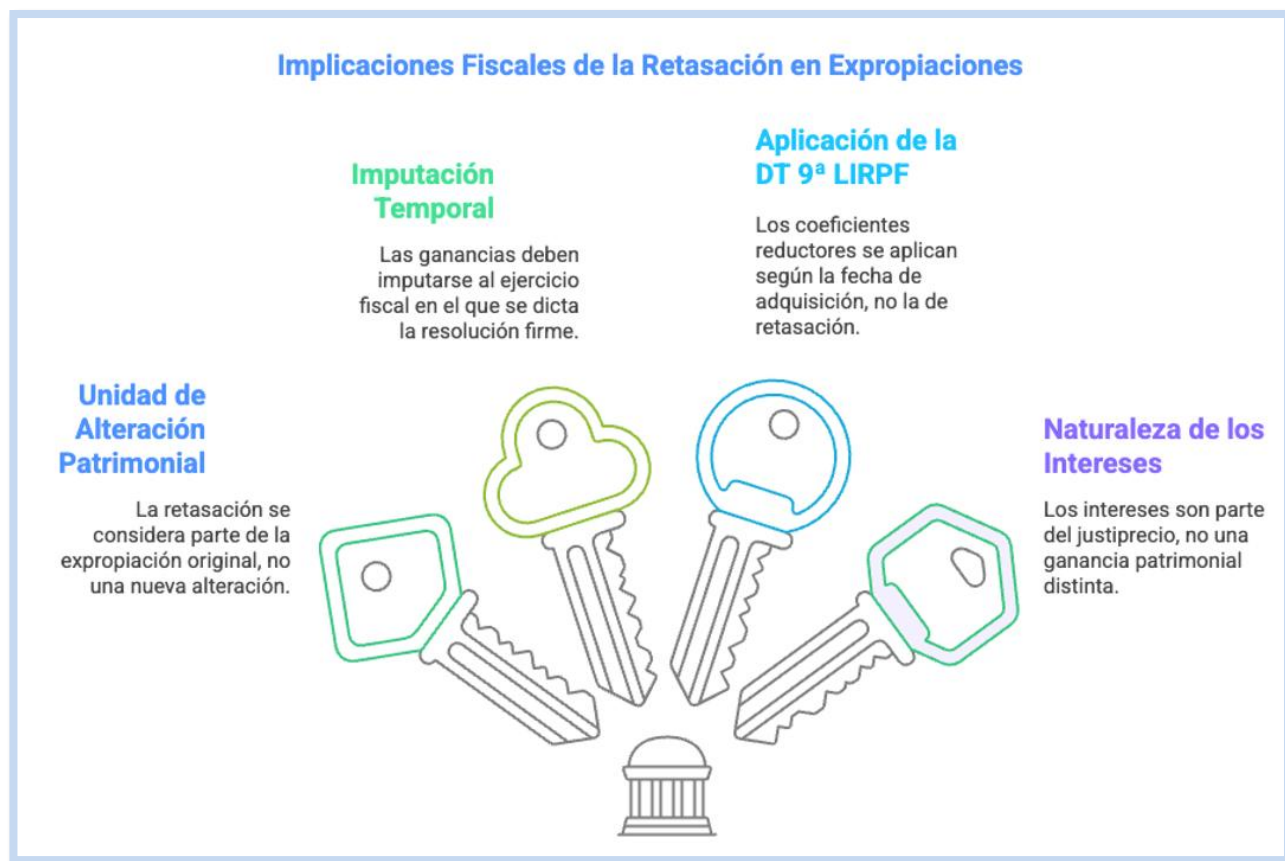 Implicaciones Fiscales de la Retasación en Expropiaciones
Unidad de
Alteración
Patrimonial
La retasación se
considera parte de la
expropiación original, no
una nueva alteración.
Imputación
Temporal
Las ganancias deben
imputarse al ejercicio
fiscal en el que se dicta
la resolución firme.
Aplicación de la
DT 9ª LIRPF
Los coeficientes
reductores se aplican
según la fecha de
adquisición, no la de
retasación.
Naturaleza de los
Intereses
Los intereses son parte
del justiprecio, no una
ganancia patrimonial
distinta.